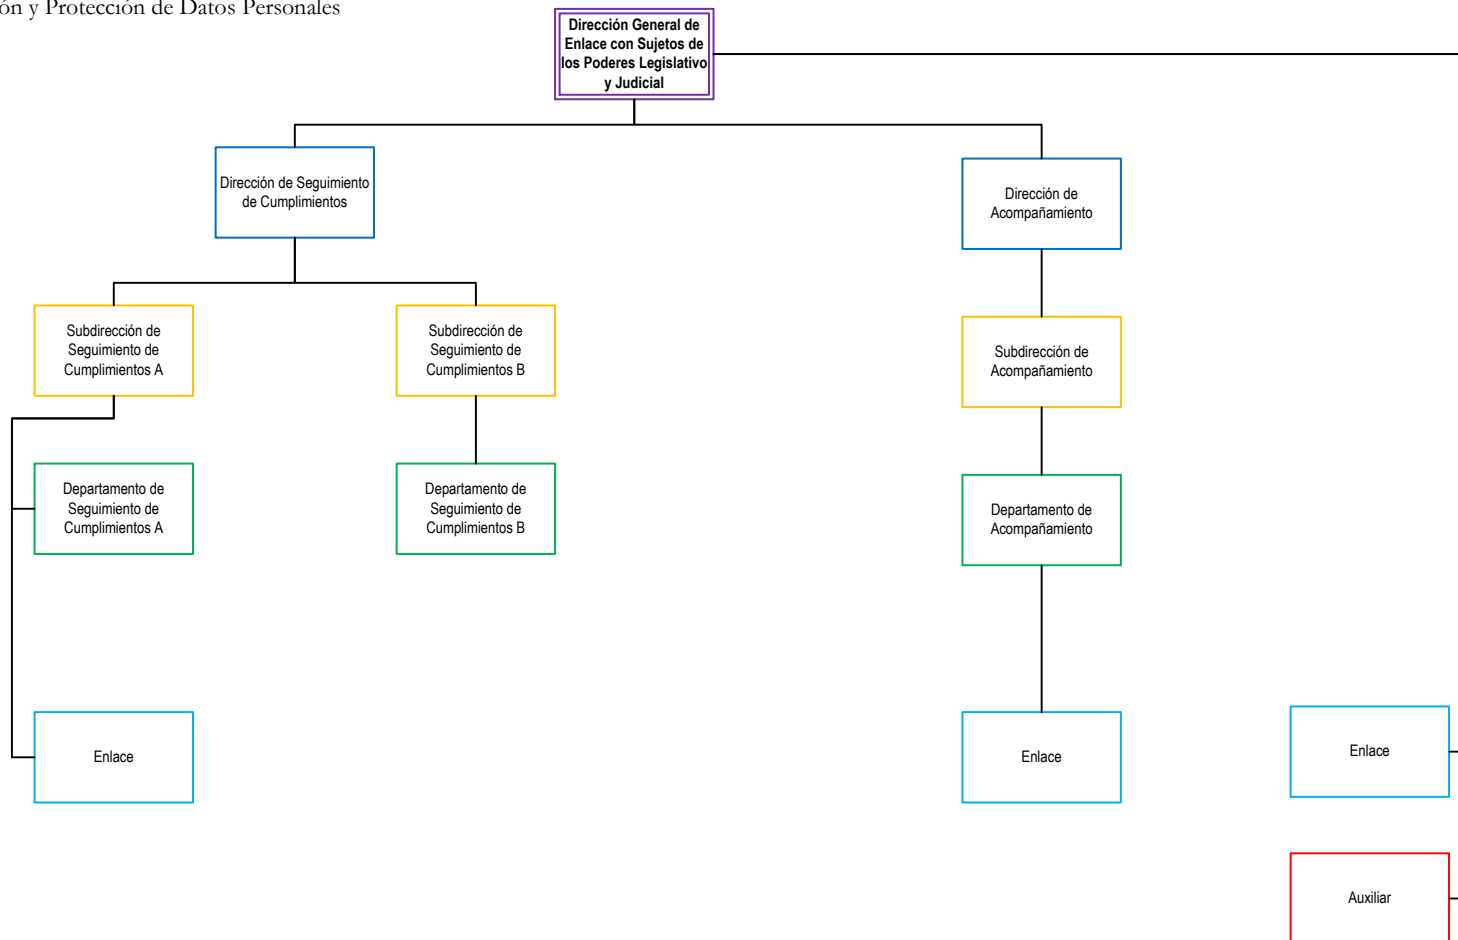 ón y Protección de Datos Personales
Dirección General de
Enlace con Sujetos de
los Poderes Legislativo
y Judicial
Dirección de Seguimiento
de Cumplimientos
Dirección de
Acompañamiento
Subdirección de
Seguimiento de
Cumplimientos A
Subdirección de
Seguimiento de
Cumplimientos B
Subdirección de
Acompañamiento
Departamento de
Seguimiento de
Cumplimientos A
Departamento de
Seguimiento de
Cumplimientos B
Departamento de
Acompañamiento
Enlace
Enlace
Enlace
Auxiliar